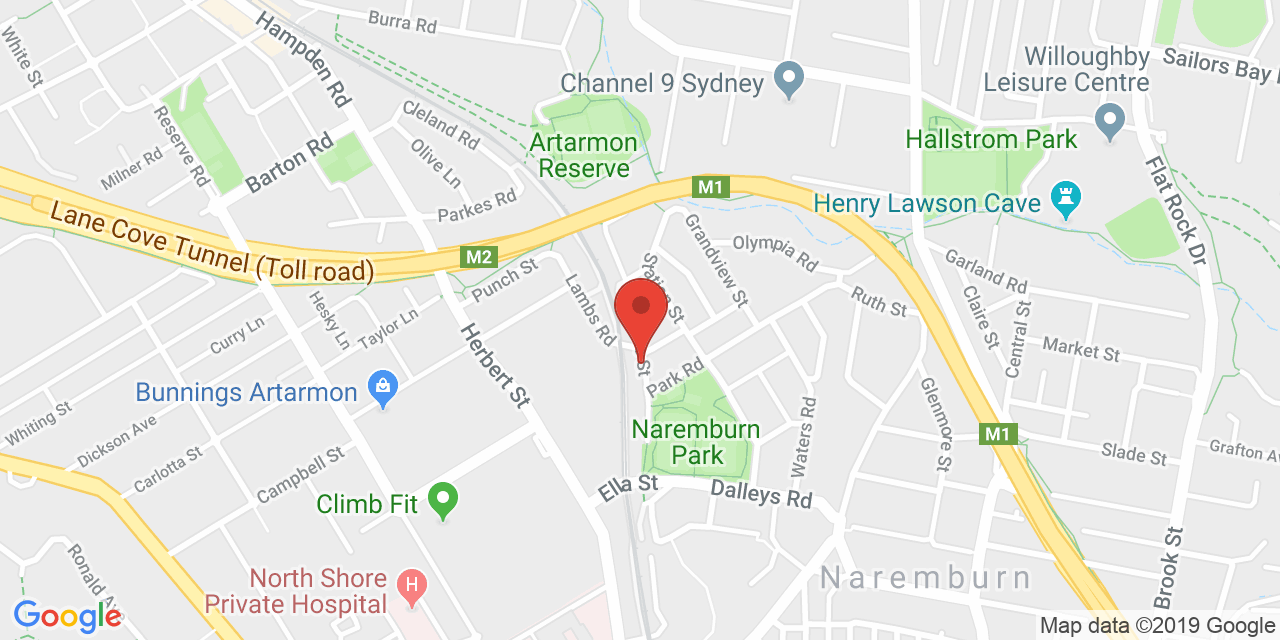 Burra Rd
White St
Hampden Rd
Channel 9 Sydney
Willoughby
Leisure Centre
Sailors Bay
Reserve Rd
Cleland Rd
Artarmon
Reserve
Hallstrom Park
Milner Rd
Barton Rd
Olive Ln
Parkes Rd
M1
Henry Lawson Cave
Flat Rock Dr
Lane Cove Tunnel (Toll road)
M2
Punch St
Grandview St
Olympia Rd
Garland Rd
Hesky Ln
Taylor Ln
Curry Ln
Lambs Rd
St
Ruth St
Claire St
Central St
Market St
Herbert St
St
Park Rd
Bunnings Artarmon
Whiting St
Dickson Ave
Carlotta St
Campbell St
Naremburn
Park
Waters Rd
Glenmore St
M1
Slade St
Grafton Av
Climb Fit
Ella St
Dalleys Rd
Ronald
North Shore
Private Hospital
H
Naremburn
Brook St
Google
Map data ©2019 Google